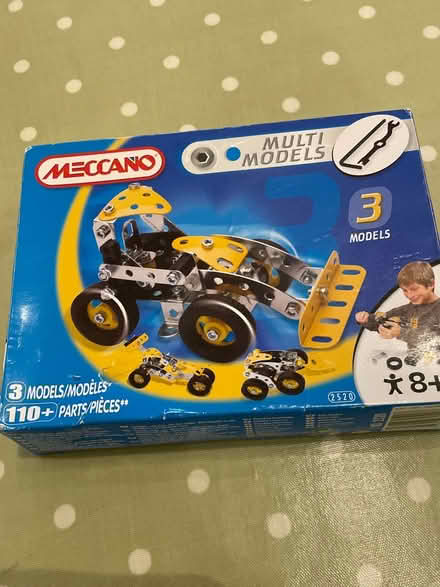 MECCANO
MULTI
MODELS
3
MODELS
3 MODELS/MODÈLES
110+ PARTS/PIÈCES**
2520
8+